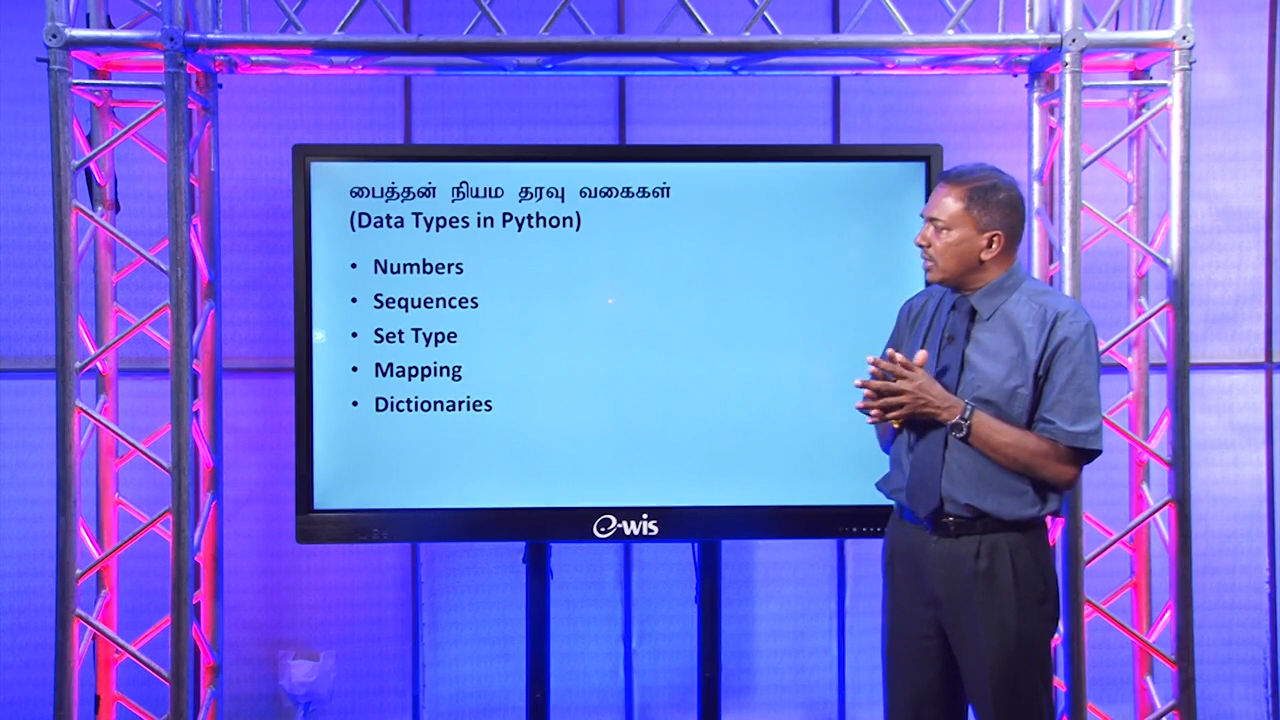 பைத்தன் நியம தரவு வகைகள்
(Data Types in Python)
• Numbers
• Sequences
• Set Type
• Mapping
• Dictionaries
e-wis